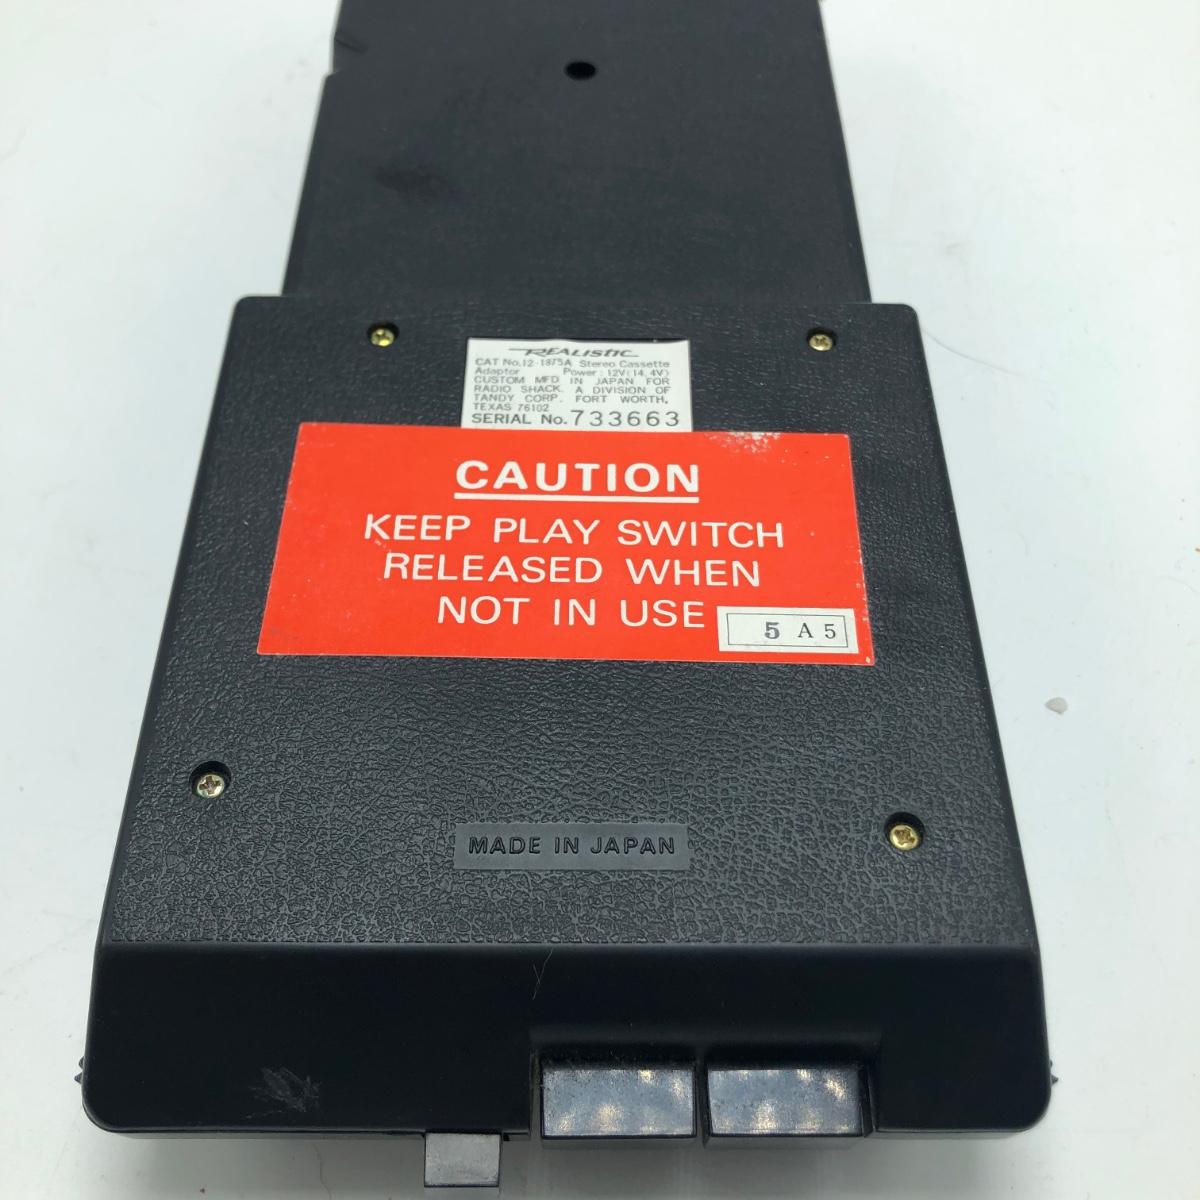 REALISTIC
CAT No.12-1875A Stereo Cassette
Adaptor Power: 12V(14.4V)
CUSTOM MFD IN JAPAN FOR
RADIO SHACK. A DIVISION OF
TANDY CORP. FORT WORTH,
TEXAS 76102
SERIAL No.733663
CAUTION
KEEP PLAY SWITCH
RELEASED WHEN
NOT IN USE
5 A 5
MADE IN JAPAN